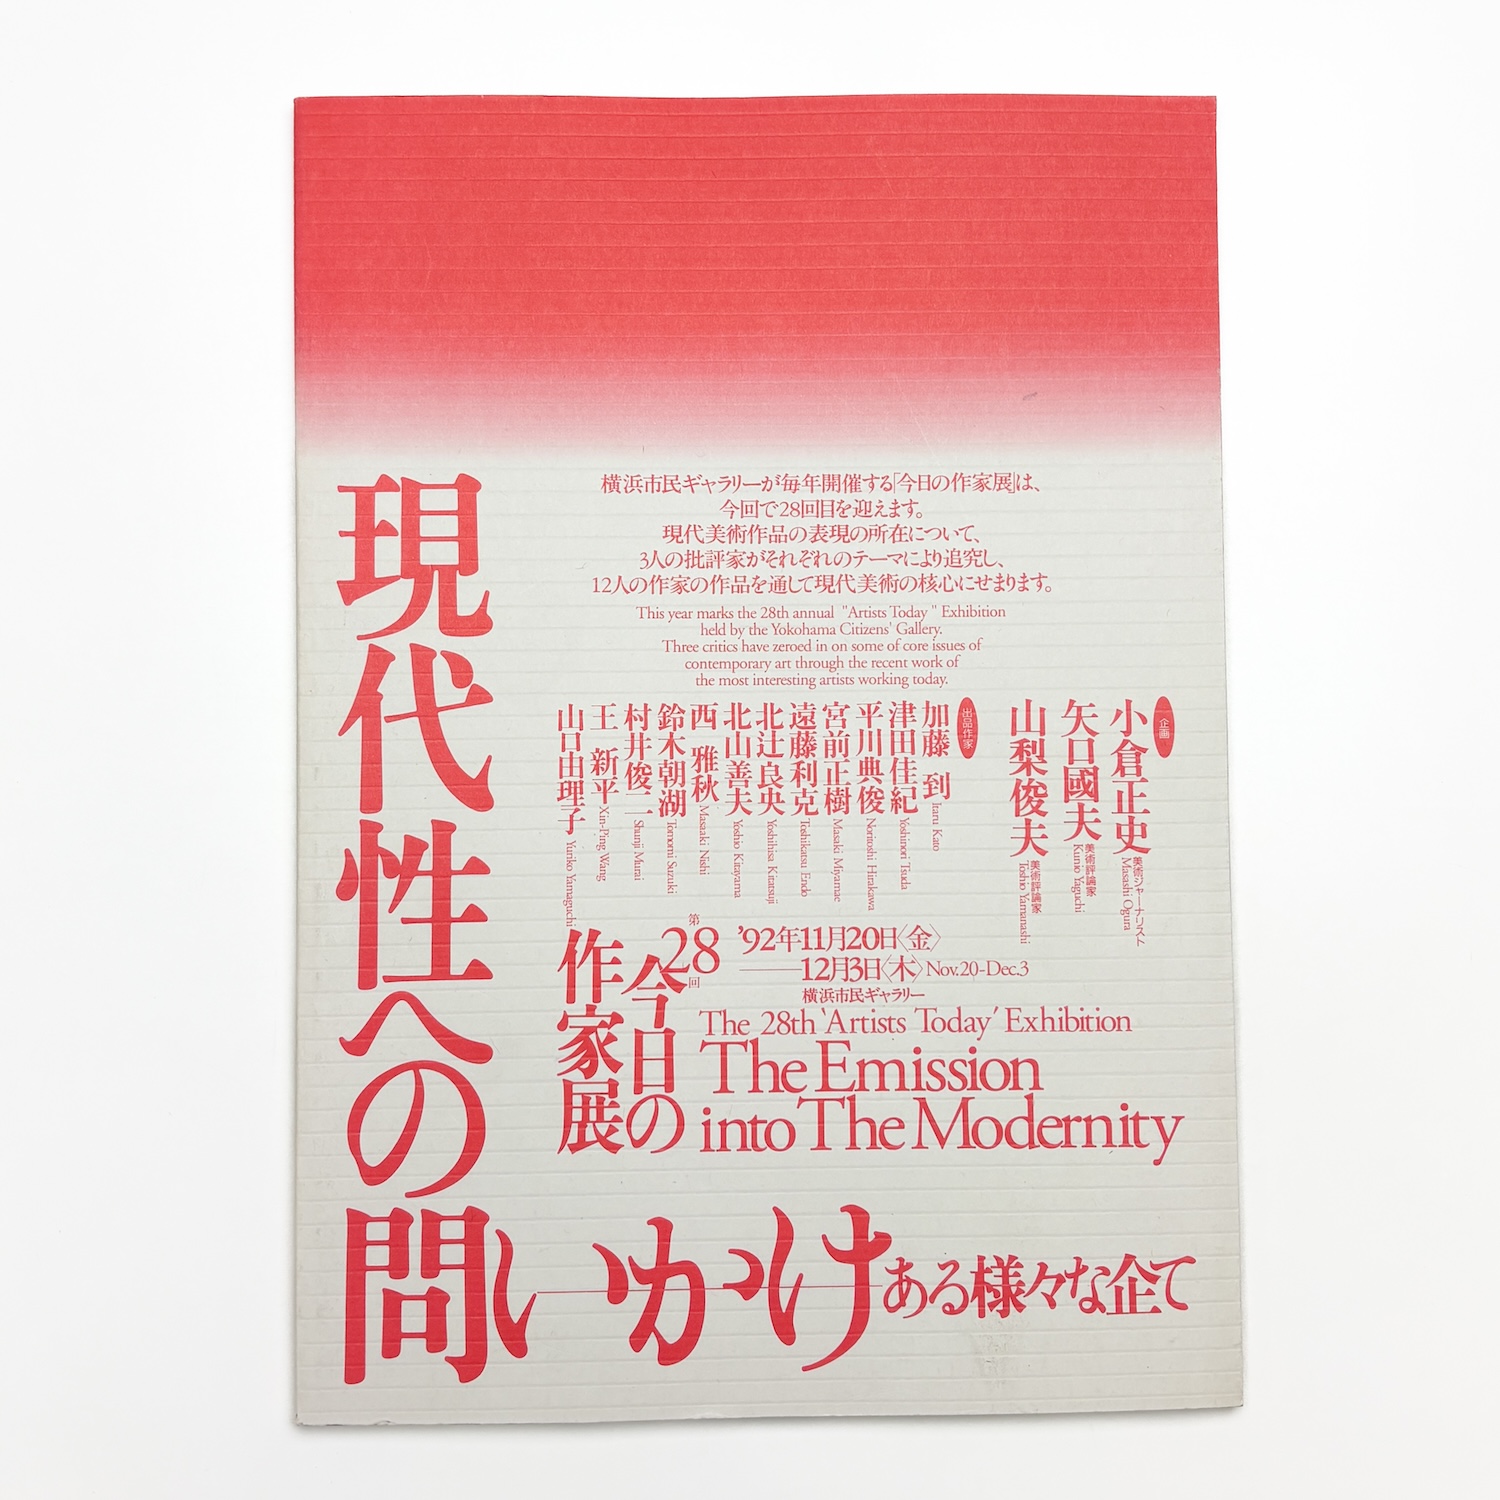 現代性への問いかけ
ある様々な企て
横浜市民ギャラリーが毎年開催する「今日の作家展」は、
今回で28回目を迎えます。
現代美術作品の表現の所在について、
3人の批評家がそれぞれのテーマにより追究し、
12人の作家の作品を通して現代美術の核心にせまります。
This year marks the 28th annual "Artists Today" Exhibition
held by the Yokohama Citizens' Gallery.
Three critics have zeroed in on some of core issues of
contemporary art through the recent work of
the most interesting artists working today.
企画
小倉正史 美術ジャーナリスト Masashi Ogura
矢口國夫 美術評論家 Kunio Yaguchi
山梨俊夫 美術評論家 Toshio Yamanashi
出品作家
加藤 到 Itaru Kato
津田佳紀 Yoshinori Tsuda
平川典俊 Noritoshi Hirakawa
宮前正樹 Masaki Miyamae
遠藤利克 Toshikatsu Endo
北辻良央 Yoshihisa Kitatsuji
北山善夫 Yoshio Kitayama
西 雅秋 Masaaki Nishi
鈴木朝湖 Tomomi Suzuki
村井俊二 Shunji Murai
王 新平 Xin-Ping Wang
山口由理子 Yuriko Yamaguchi
第28回
今日の
作家展
'92年11月20日〈金〉
——12月3日〈木〉 Nov.20-Dec.3
横浜市民ギャラリー
The 28th 'Artists Today' Exhibition
The Emission
into The Modernity